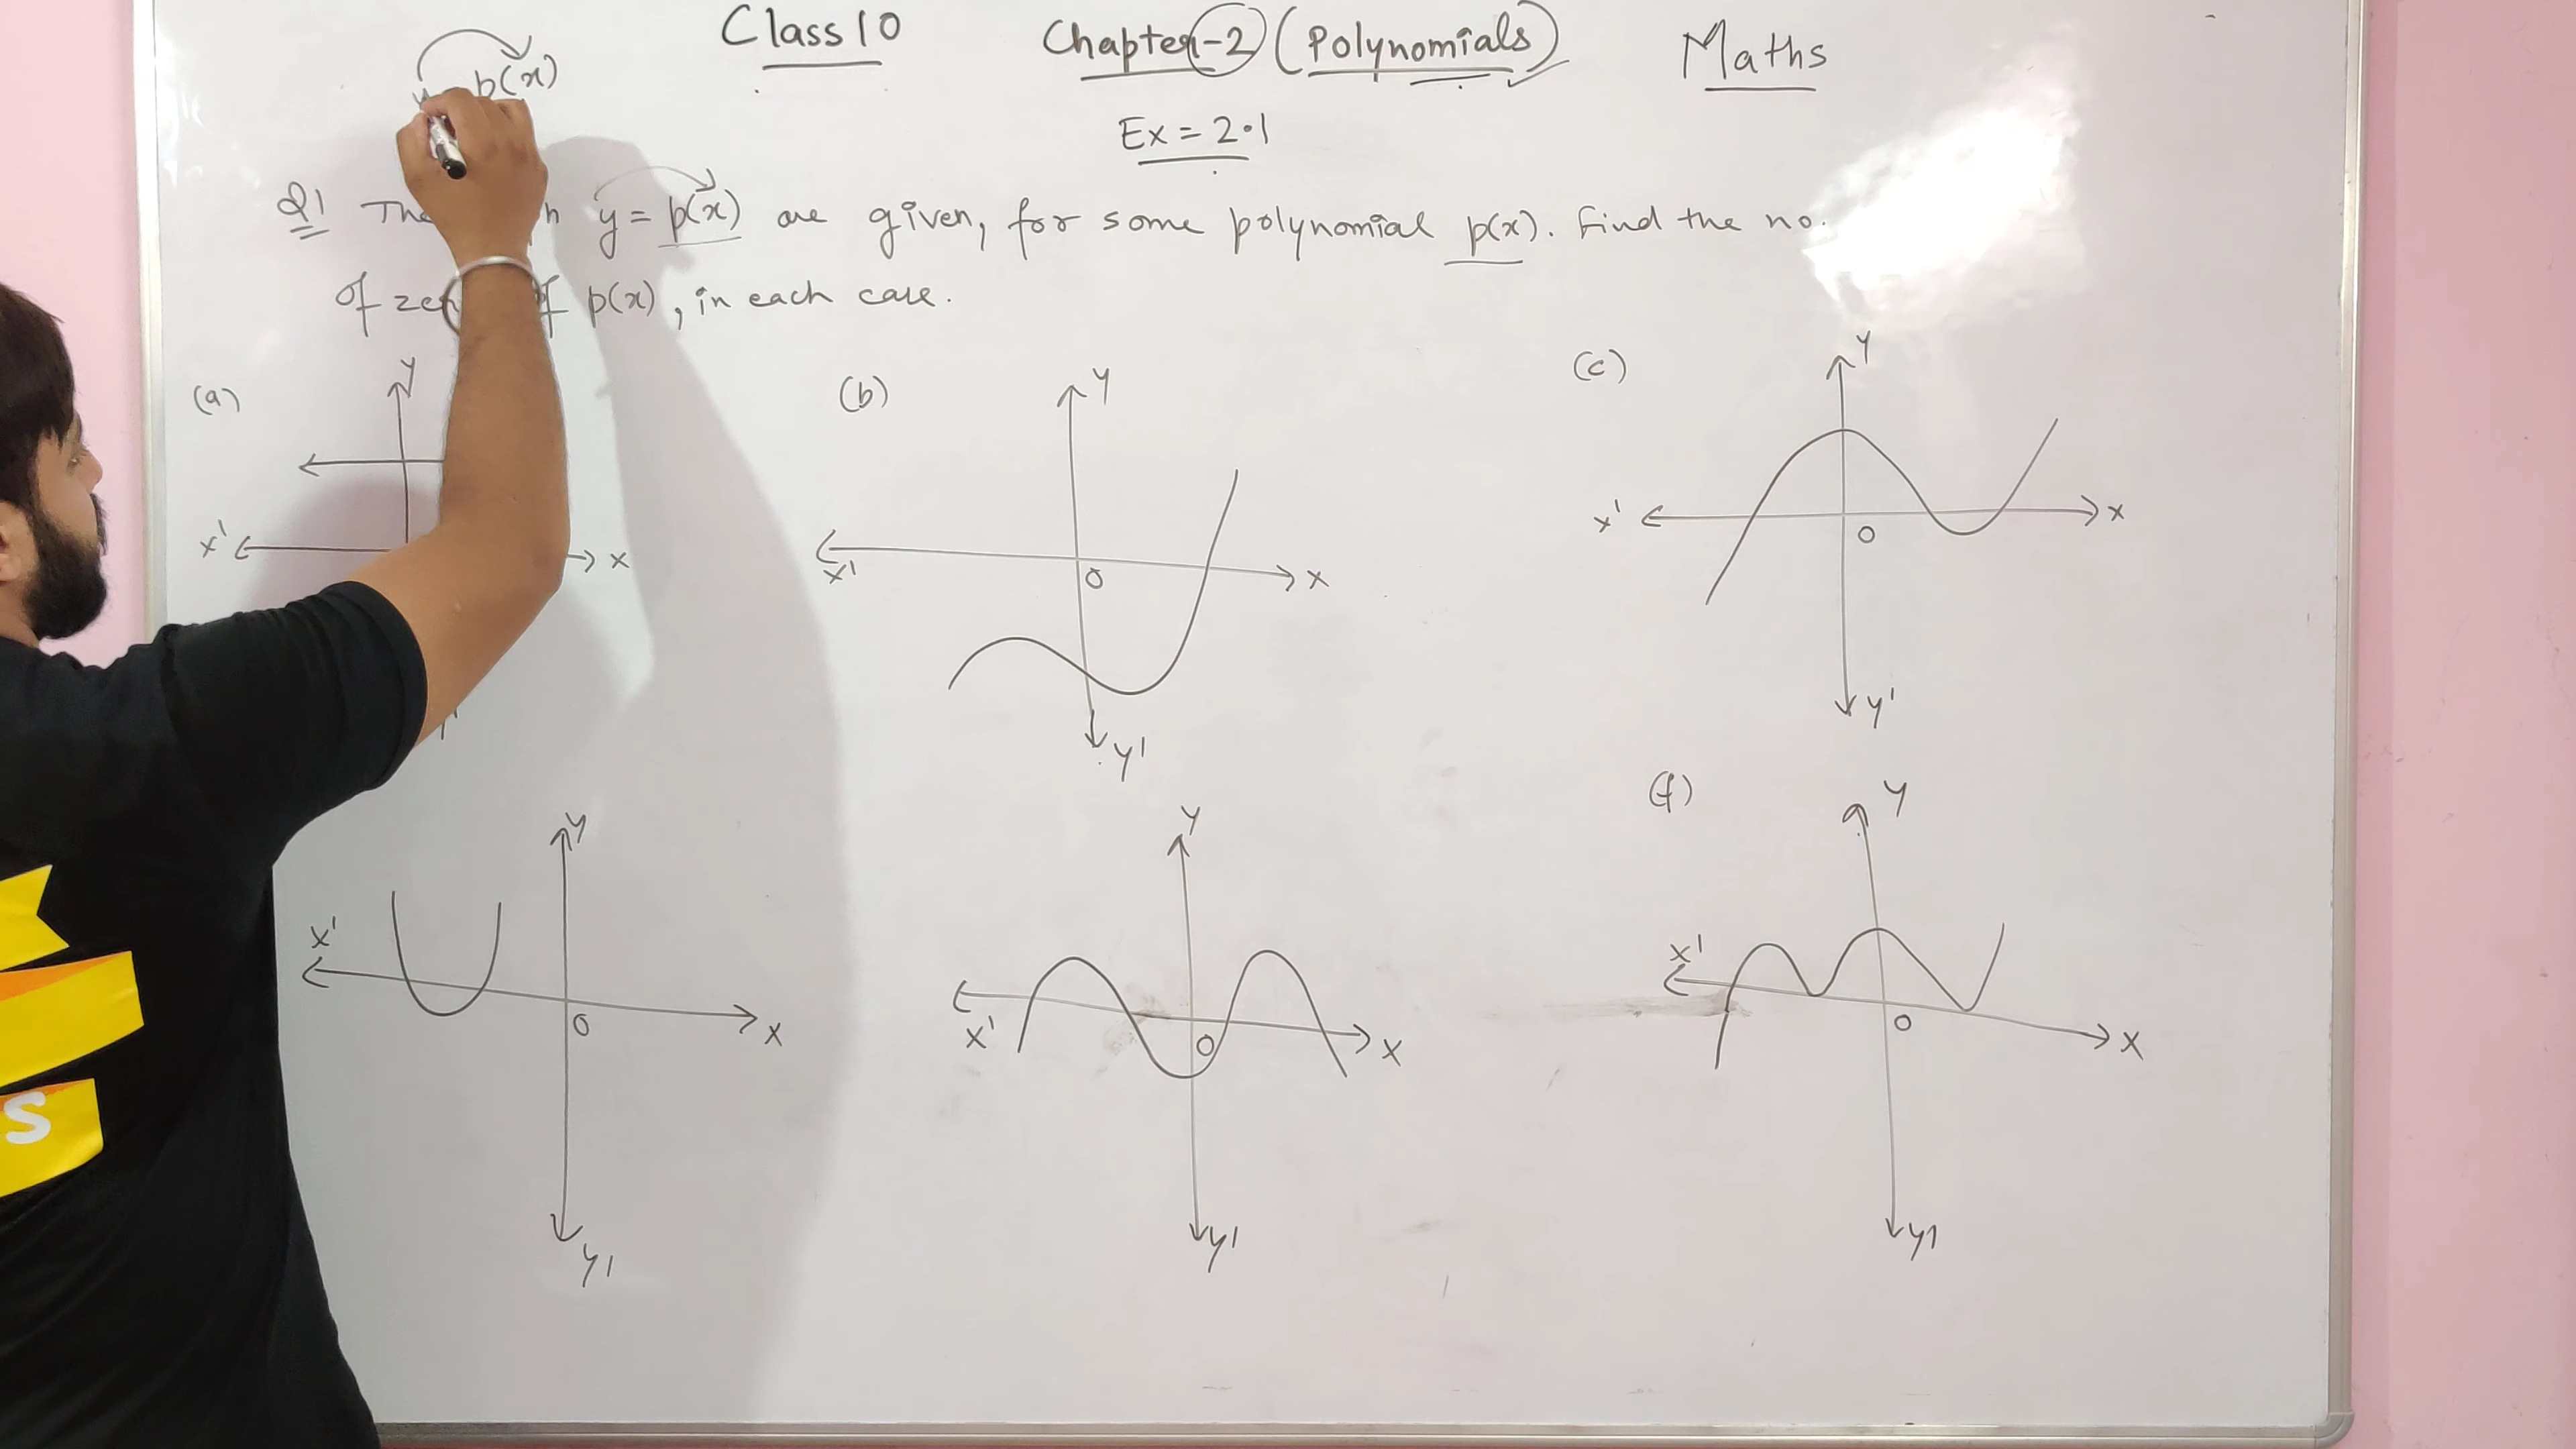 Class 10 Chapter-2 (Polynomials) Maths
p(x)
Ex = 2.1
Q1 The y = p(x) are given, for some polynomial p(x). Find the no.
of p(x), in each case.
(a) Y X' X
(b) Y X' O X Y'
(c) Y X' O X Y'
Y X' O X Y'
Y X' O X Y'
(f) Y X' O X Y'
S